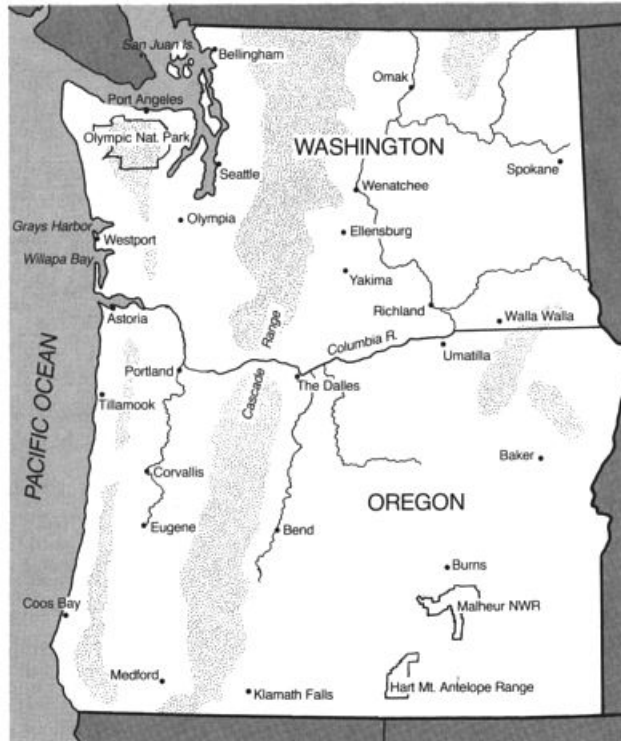 San Juan Is.
Bellingham
Omak
Port Angeles
Olympic Nat. Park
WASHINGTON
Seattle
Spokane
Wenatchee
Grays Harbor
Olympia
Westport
Ellensburg
Willapa Bay
Yakima
Richland
Astoria
Walla Walla
Range
Columbia R.
Umatilla
Portland
The Dalles
Cascade
Tillamook
PACIFIC OCEAN
Baker
Corvallis
OREGON
Eugene
Bend
Burns
Coos Bay
Malheur NWR
Medford
Klamath Falls
Hart Mt. Antelope Range